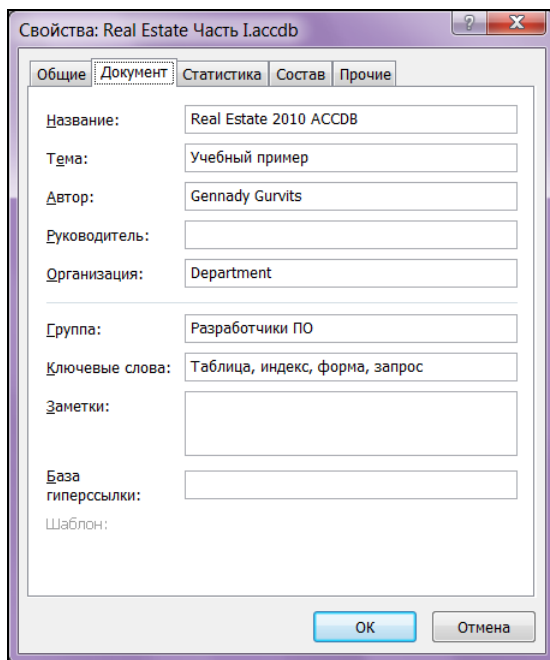 Свойства: Real Estate Часть I.accdb
Общие Документ Статистика Состав Прочие
Название: Real Estate 2010 ACCDB
Тема: Учебный пример
Автор: Gennady Gurvits
Руководитель:
Организация: Department
Группа: Разработчики ПО
Ключевые слова: Таблица, индекс, форма, запрос
Заметки:
База
гиперссылки:
Шаблон:
ОК Отмена